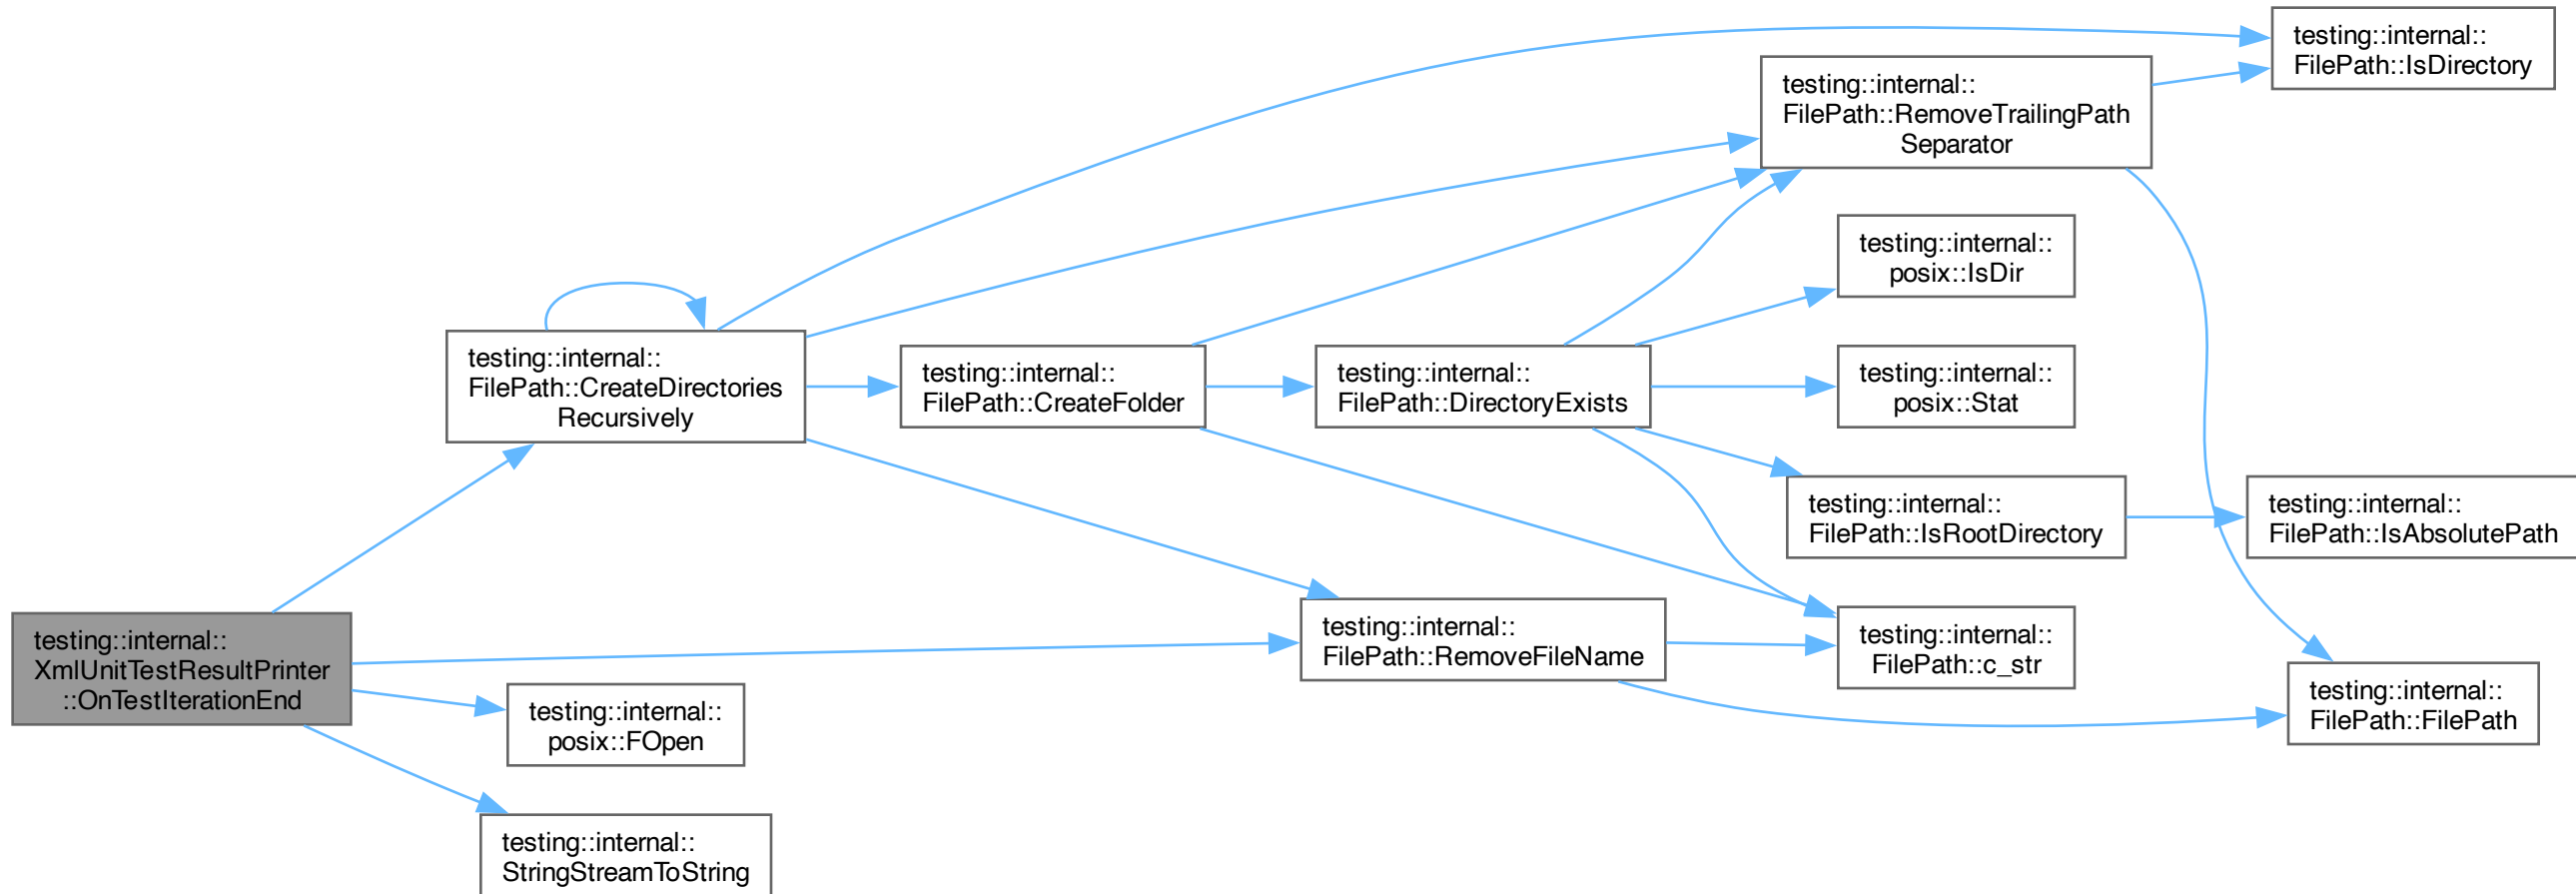 testing::internal::
FilePath::IsDirectory
testing::internal::
FilePath::RemoveTrailingPath
Separator
testing::internal::
posix::IsDir
testing::internal::
FilePath::CreateDirectories
Recursively
testing::internal::
FilePath::CreateFolder
testing::internal::
FilePath::DirectoryExists
testing::internal::
posix::Stat
testing::internal::
FilePath::IsRootDirectory
testing::internal::
FilePath::IsAbsolutePath
testing::internal::
XmlUnitTestResultPrinter
::OnTestIterationEnd
testing::internal::
FilePath::RemoveFileName
testing::internal::
FilePath::c_str
testing::internal::
FilePath::FilePath
testing::internal::
posix::FOpen
testing::internal::
StringStreamToString